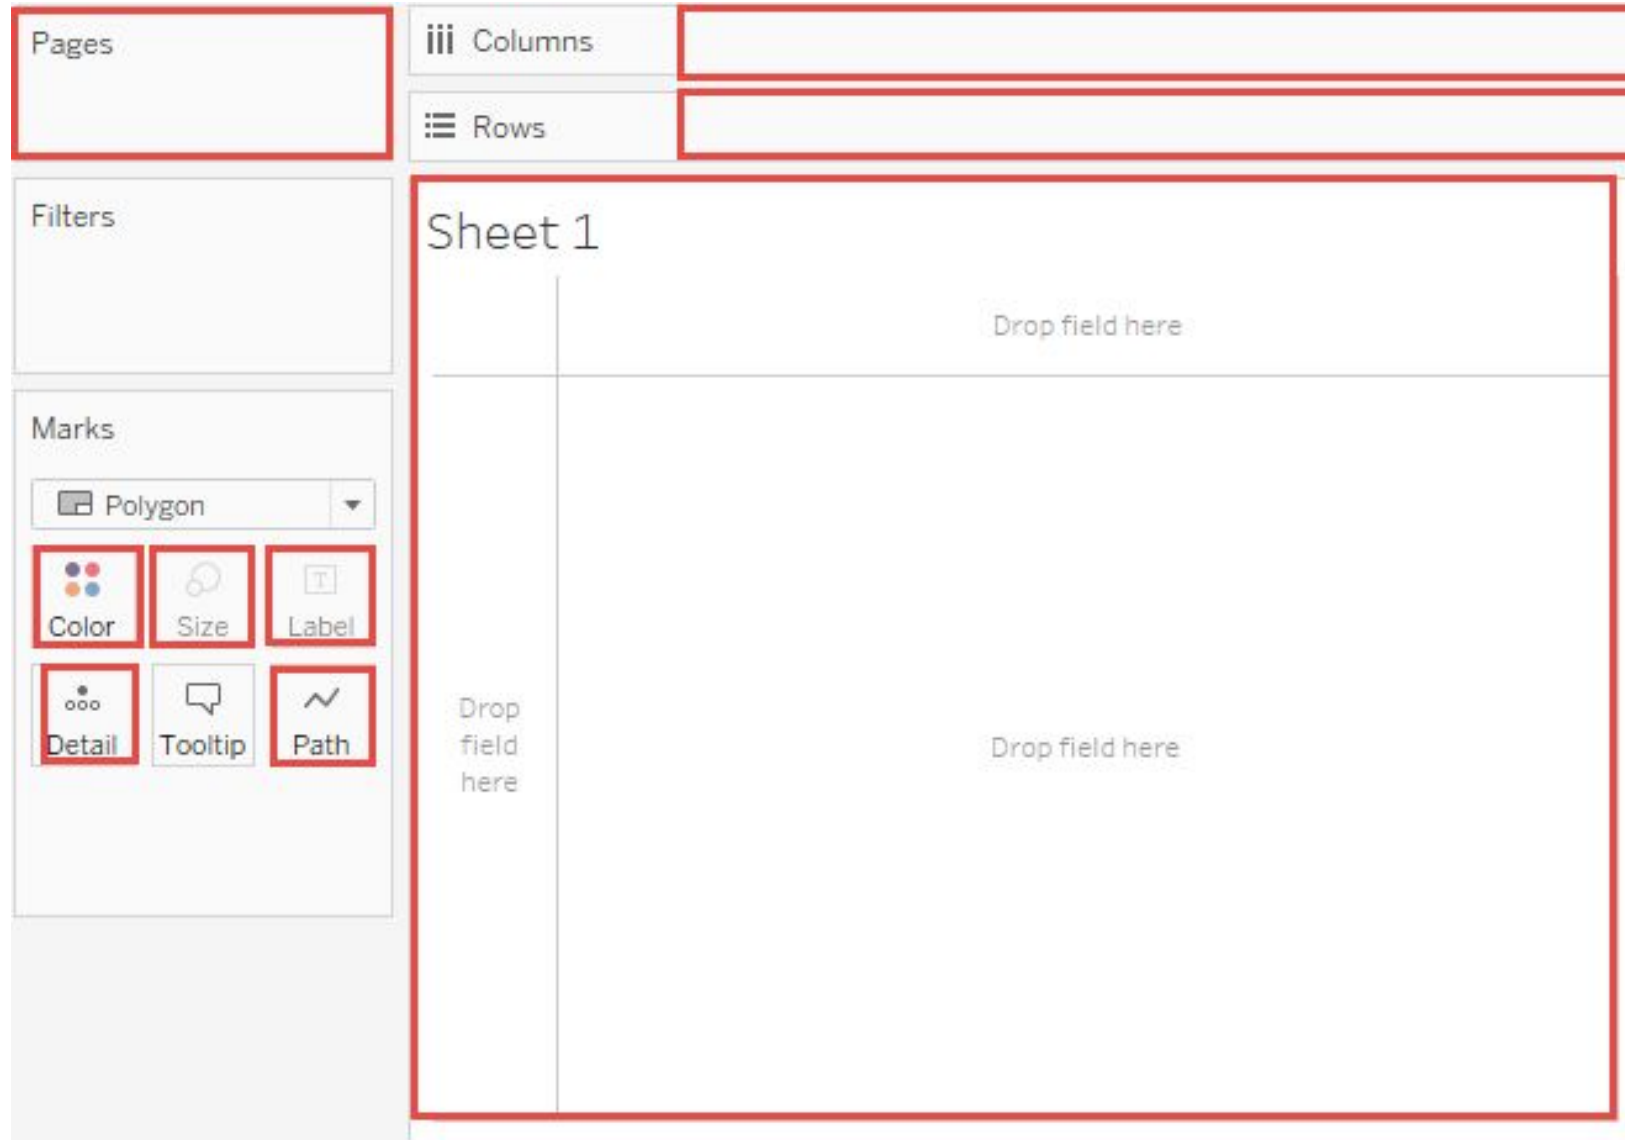 Pages
Columns
Rows
Filters
Sheet 1
Drop field here
Marks
Polygon
Color Size Label
T
Detail Tooltip Path
Drop
field
here
Drop field here